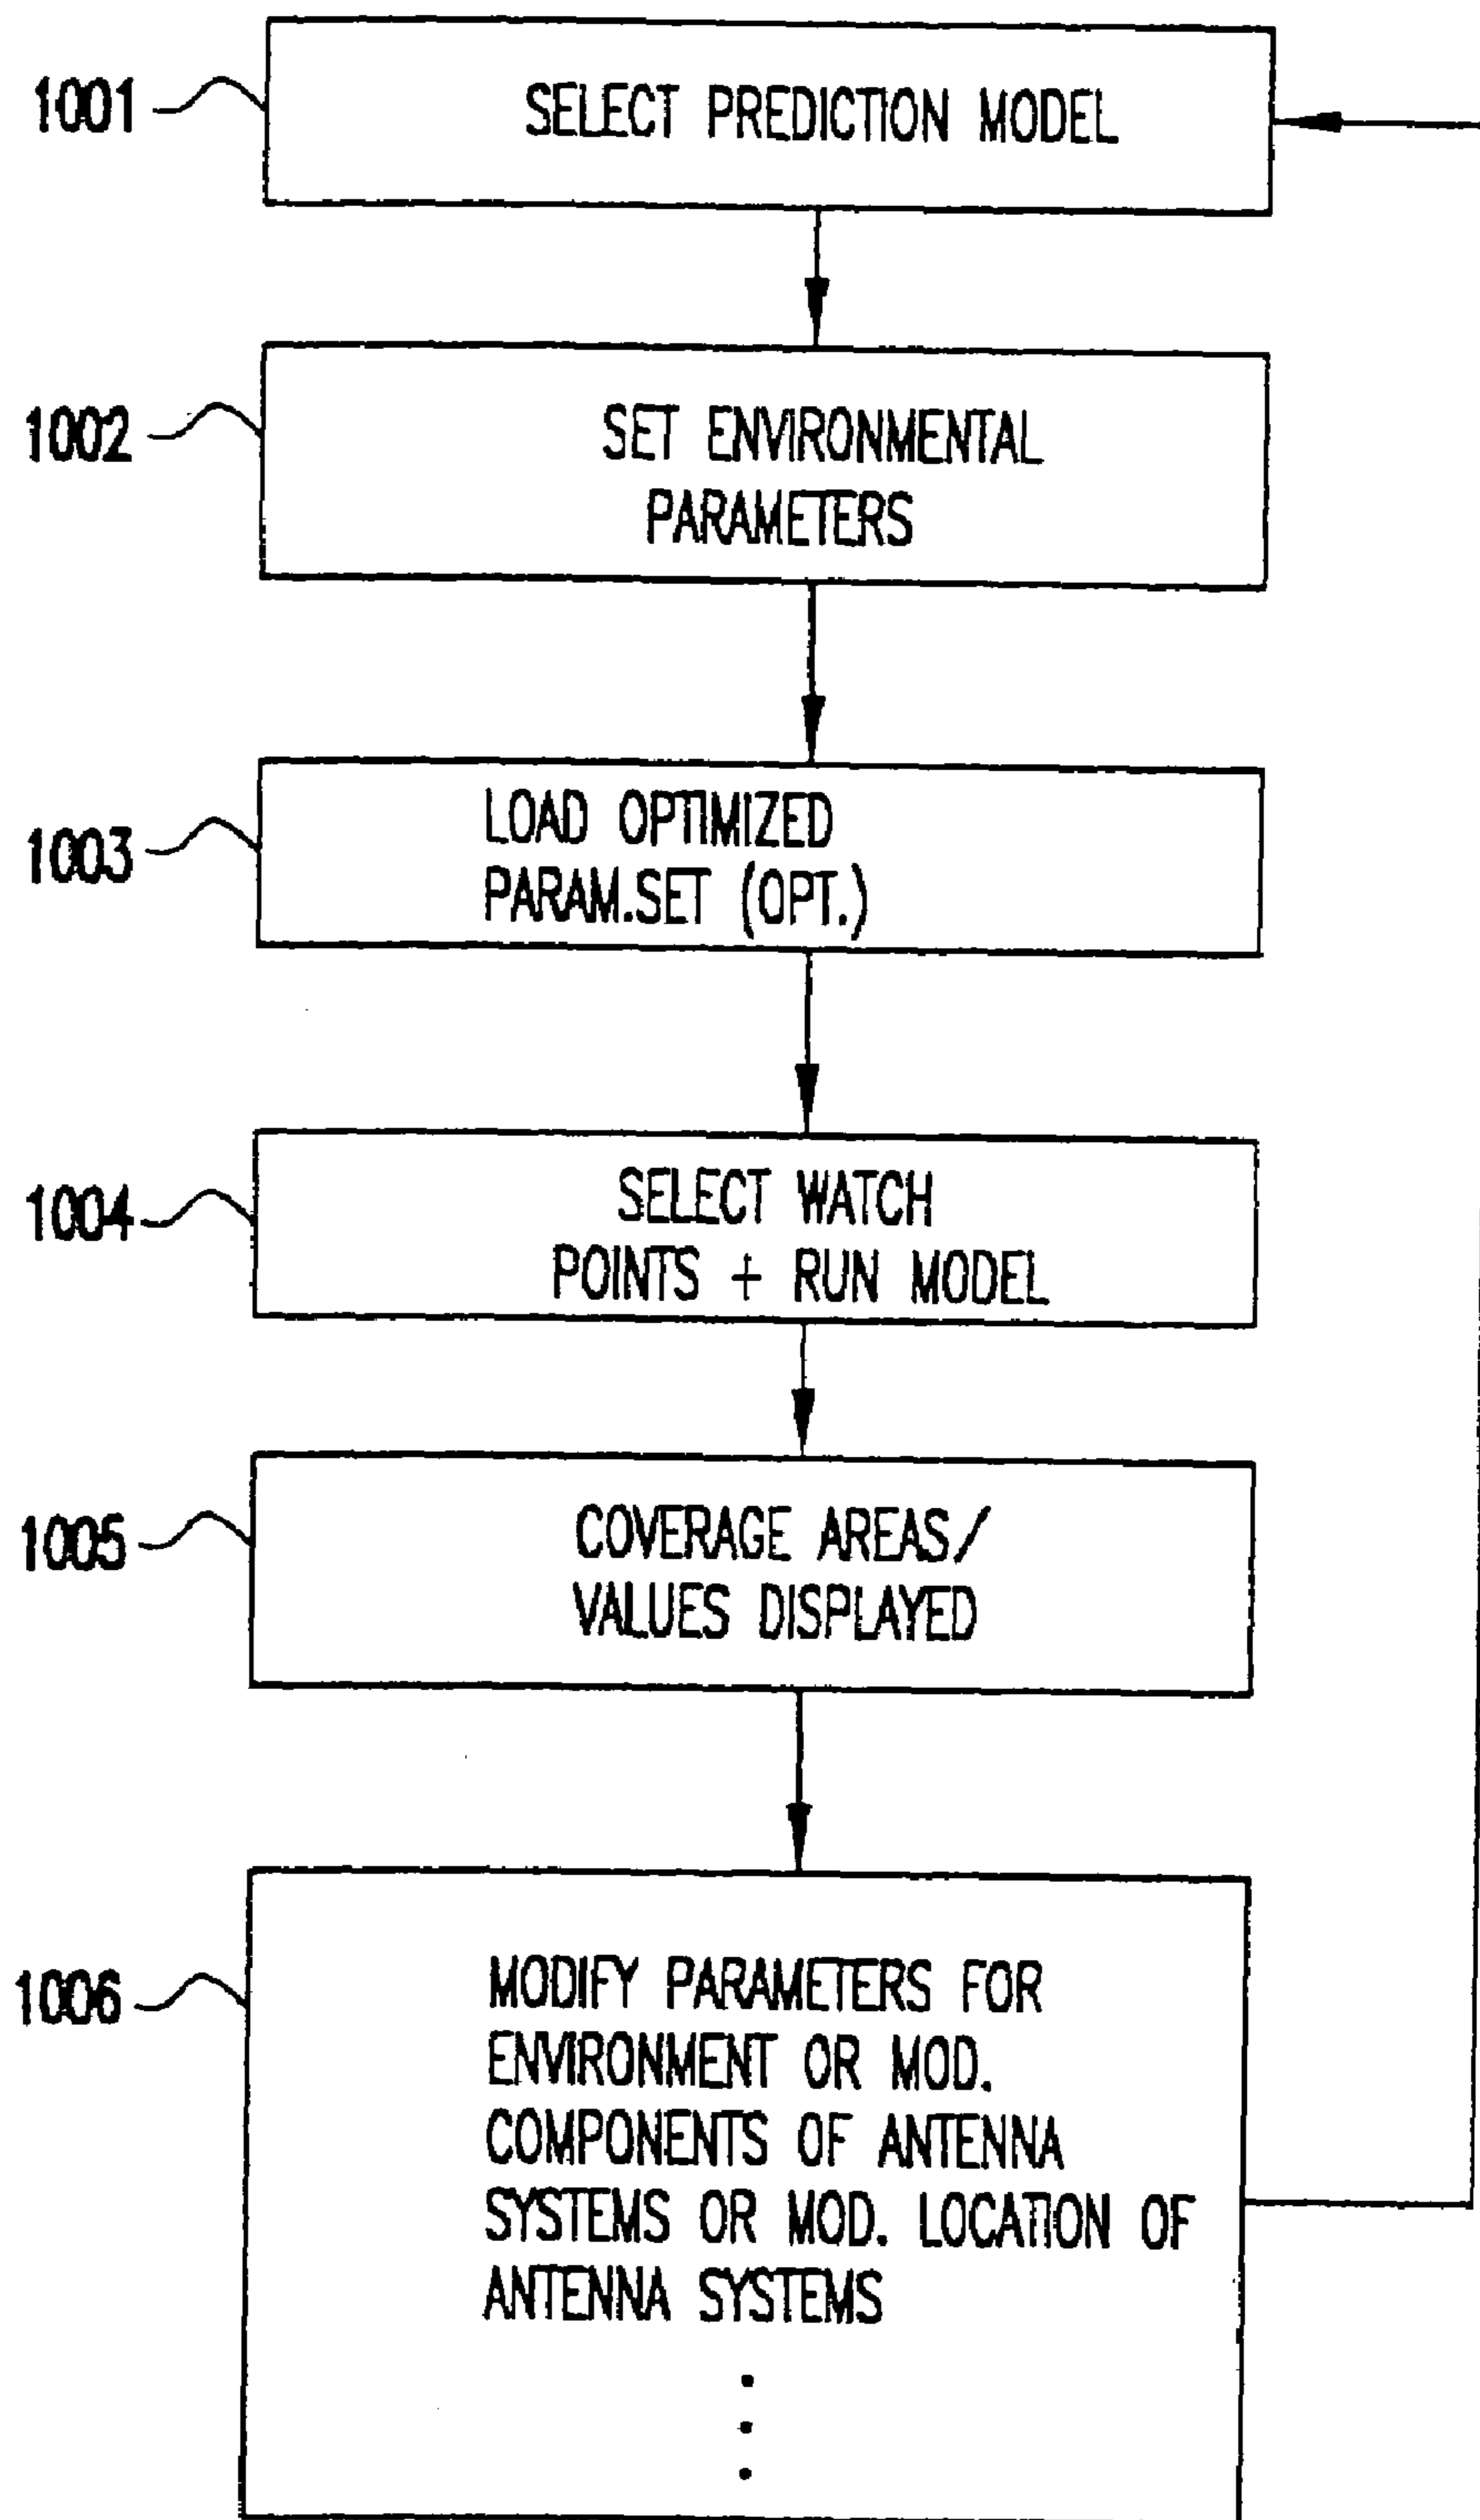 1001
SELECT PREDICTION MODEL
1002
SET ENVIRONMENTAL
PARAMETERS
1003
LOAD OPTIMIZED
PARAM.SET (OPT.)
1004
SELECT WATCH
POINTS + RUN MODEL
1005
COVERAGE AREAS/
VALUES DISPLAYED
1006
MODIFY PARAMETERS FOR
ENVIRONMENT OR MOD.
COMPONENTS OF ANTENNA
SYSTEMS OR MOD. LOCATION OF
ANTENNA SYSTEMS